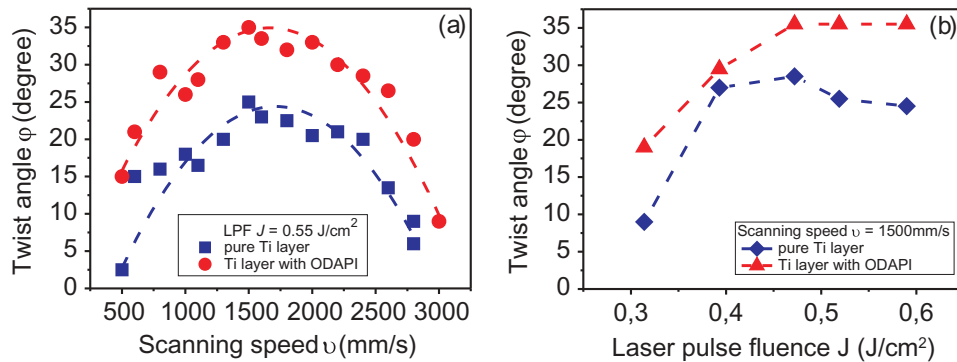 (a)
Twist angle φ (degree)
35
30
25
20
15
10
5
0
LPF J = 0.55 J/cm²
pure Ti layer
Ti layer with ODAPI
500 1000 1500 2000 2500 3000
Scanning speed υ (mm/s)
(b)
Twist angle φ (degree)
35
30
25
20
15
10
5
0
Scanning speed υ = 1500mm/s
pure Ti layer
Ti layer with ODAPI
0,3 0,4 0,5 0,6
Laser pulse fluence J (J/cm²)